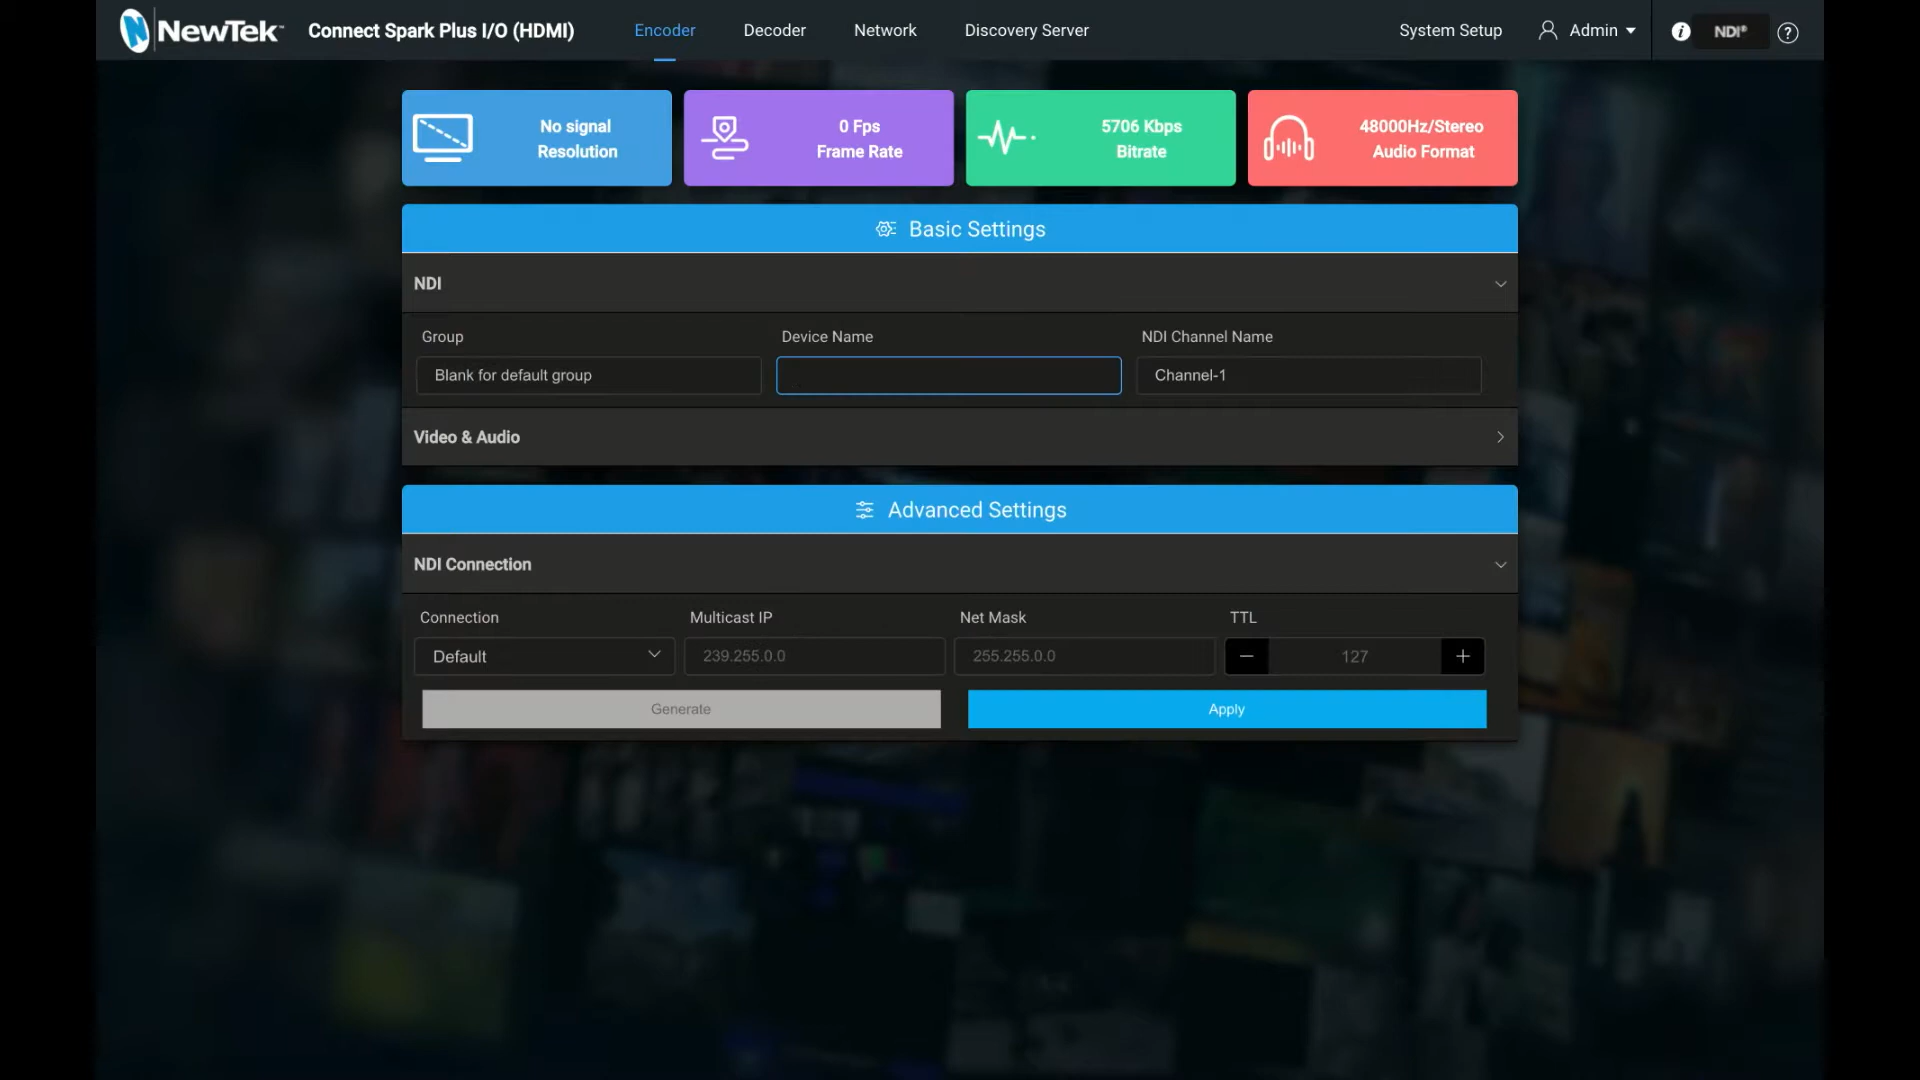 NewTek™ Connect Spark Plus I/O (HDMI) Encoder Decoder Network Discovery Server System Setup Admin NDI®
No signal
Resolution
0 Fps
Frame Rate
5706 Kbps
Bitrate
48000Hz/Stereo
Audio Format
Basic Settings
NDI
Group Device Name NDI Channel Name
Blank for default group Channel-1
Video & Audio
Advanced Settings
NDI Connection
Connection Multicast IP Net Mask TTL
Default 239.255.0.0 255.255.0.0 127
Generate Apply